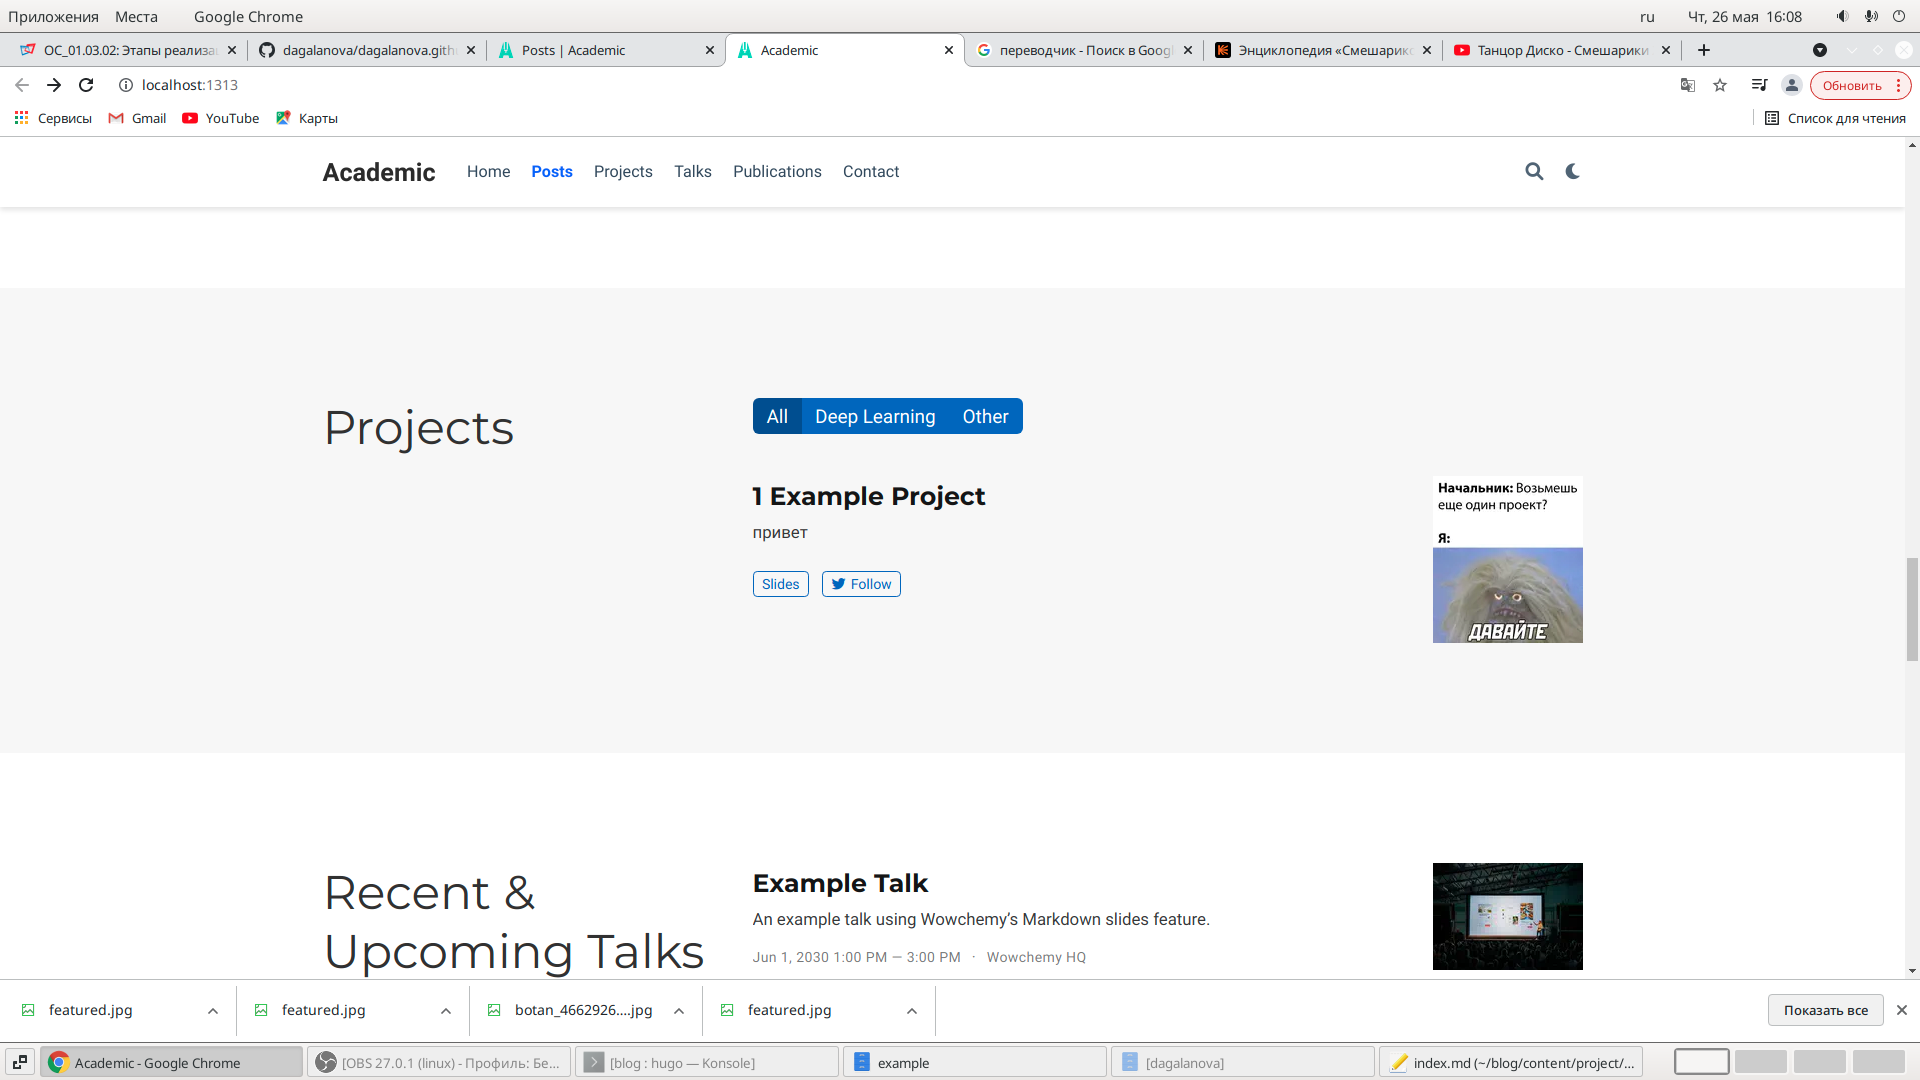 Приложения Места Google Chrome ru Чт, 26 мая 16:08
ОС_01.03.02: Этапы реализа
dagalanova/dagalanova.gith
Posts | Academic
Academic
переводчик - Поиск в Googl
Энциклопедия «Смешарико
Танцор Диско - Смешарики
localhost:1313
Обновить
Сервисы Gmail YouTube Карты Список для чтения
Academic Home Posts Projects Talks Publications Contact
Projects
All Deep Learning Other
1 Example Project
привет
Slides Follow
Начальник: Возьмешь
еще один проект?
Я:
ДАВАЙТЕ
Recent &
Upcoming Talks
Example Talk
An example talk using Wowchemy’s Markdown slides feature.
Jun 1, 2030 1:00 PM — 3:00 PM · Wowchemy HQ
featured.jpg featured.jpg botan_4662926....jpg featured.jpg Показать все
Academic - Google Chrome
[OBS 27.0.1 (linux) - Профиль: Бе...
[blog : hugo — Konsole]
example
[dagalanova]
index.md (~/blog/content/project/...